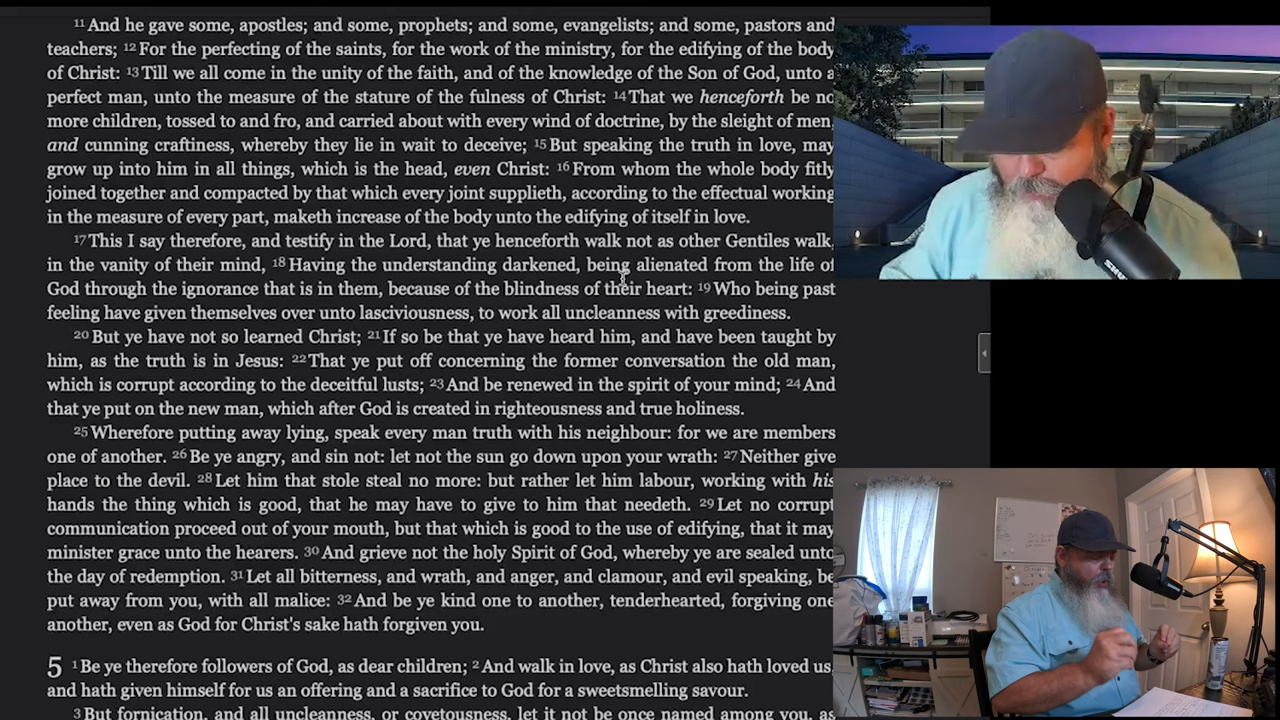 11 And he gave some, apostles; and some, prophets; and some, evangelists; and some, pastors and
teachers; 12 For the perfecting of the saints, for the work of the ministry, for the edifying of the body
of Christ: 13 Till we all come in the unity of the faith, and of the knowledge of the Son of God, unto a
perfect man, unto the measure of the stature of the fulness of Christ: 14 That we henceforth be no
more children, tossed to and fro, and carried about with every wind of doctrine, by the sleight of men,
and cunning craftiness, whereby they lie in wait to deceive; 15 But speaking the truth in love, may
grow up into him in all things, which is the head, even Christ: 16 From whom the whole body fitly
joined together and compacted by that which every joint supplieth, according to the effectual working
in the measure of every part, maketh increase of the body unto the edifying of itself in love.
17 This I say therefore, and testify in the Lord, that ye henceforth walk not as other Gentiles walk,
in the vanity of their mind, 18 Having the understanding darkened, being alienated from the life of
God through the ignorance that is in them, because of the blindness of their heart: 19 Who being past
feeling have given themselves over unto lasciviousness, to work all uncleanness with greediness.
20 But ye have not so learned Christ; 21 If so be that ye have heard him, and have been taught by
him, as the truth is in Jesus: 22 That ye put off concerning the former conversation the old man,
which is corrupt according to the deceitful lusts; 23 And be renewed in the spirit of your mind; 24 And
that ye put on the new man, which after God is created in righteousness and true holiness.
25 Wherefore putting away lying, speak every man truth with his neighbour: for we are members
one of another. 26 Be ye angry, and sin not: let not the sun go down upon your wrath: 27 Neither give
place to the devil. 28 Let him that stole steal no more: but rather let him labour, working with his
hands the thing which is good, that he may have to give to him that needeth. 29 Let no corrupt
communication proceed out of your mouth, but that which is good to the use of edifying, that it may
minister grace unto the hearers. 30 And grieve not the holy Spirit of God, whereby ye are sealed unto
the day of redemption. 31 Let all bitterness, and wrath, and anger, and clamour, and evil speaking, be
put away from you, with all malice: 32 And be ye kind one to another, tenderhearted, forgiving one
another, even as God for Christ's sake hath forgiven you.
5 1 Be ye therefore followers of God, as dear children; 2 And walk in love, as Christ also hath loved us,
and hath given himself for us an offering and a sacrifice to God for a sweetsmelling savour.
3 But fornication, and all uncleanness, or covetousness, let it not be once named among you, as